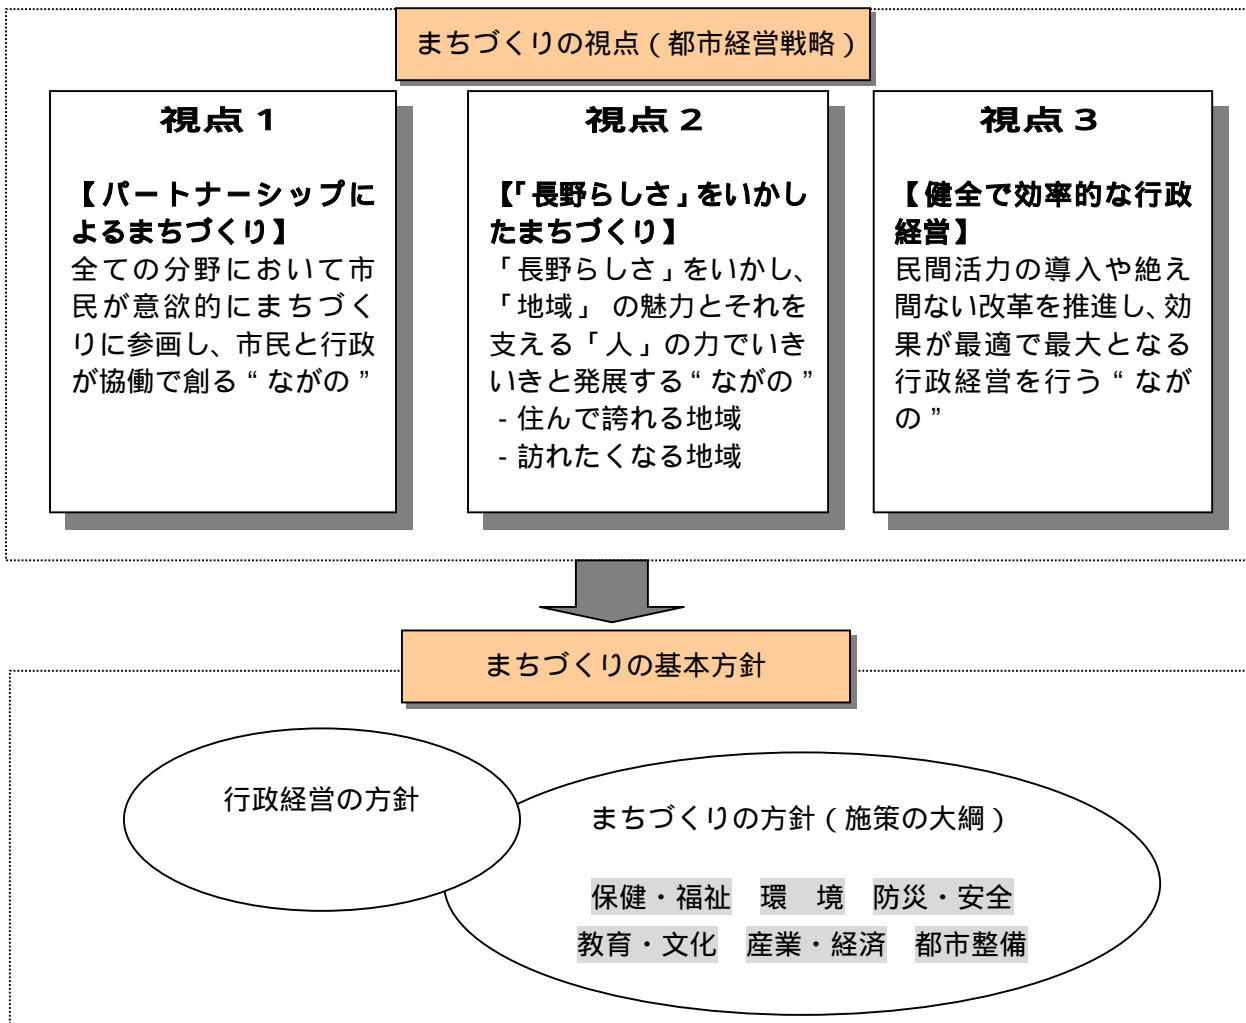 まちづくりの視点（都市経営戦略）
視点１
【パートナーシップに
よるまちづくり】
全ての分野において市
民が意欲的にまちづく
りに参画し、市民と行政
が協働で創る“ながの”
視点２
【「長野らしさ」をいかし
たまちづくり】
「長野らしさ」をいかし、
「地域」の魅力とそれを
支える「人」の力でいき
いきと発展する“ながの”
- 住んで誇れる地域
- 訪れたくなる地域
視点３
【健全で効率的な行政
経営】
民間活力の導入や絶え
間ない改革を推進し、効
果が最適で最大となる
行政経営を行う“なが
の”
まちづくりの基本方針
行政経営の方針
まちづくりの方針（施策の大綱）
保健・福祉　環　境　防災・安全
教育・文化　産業・経済　都市整備